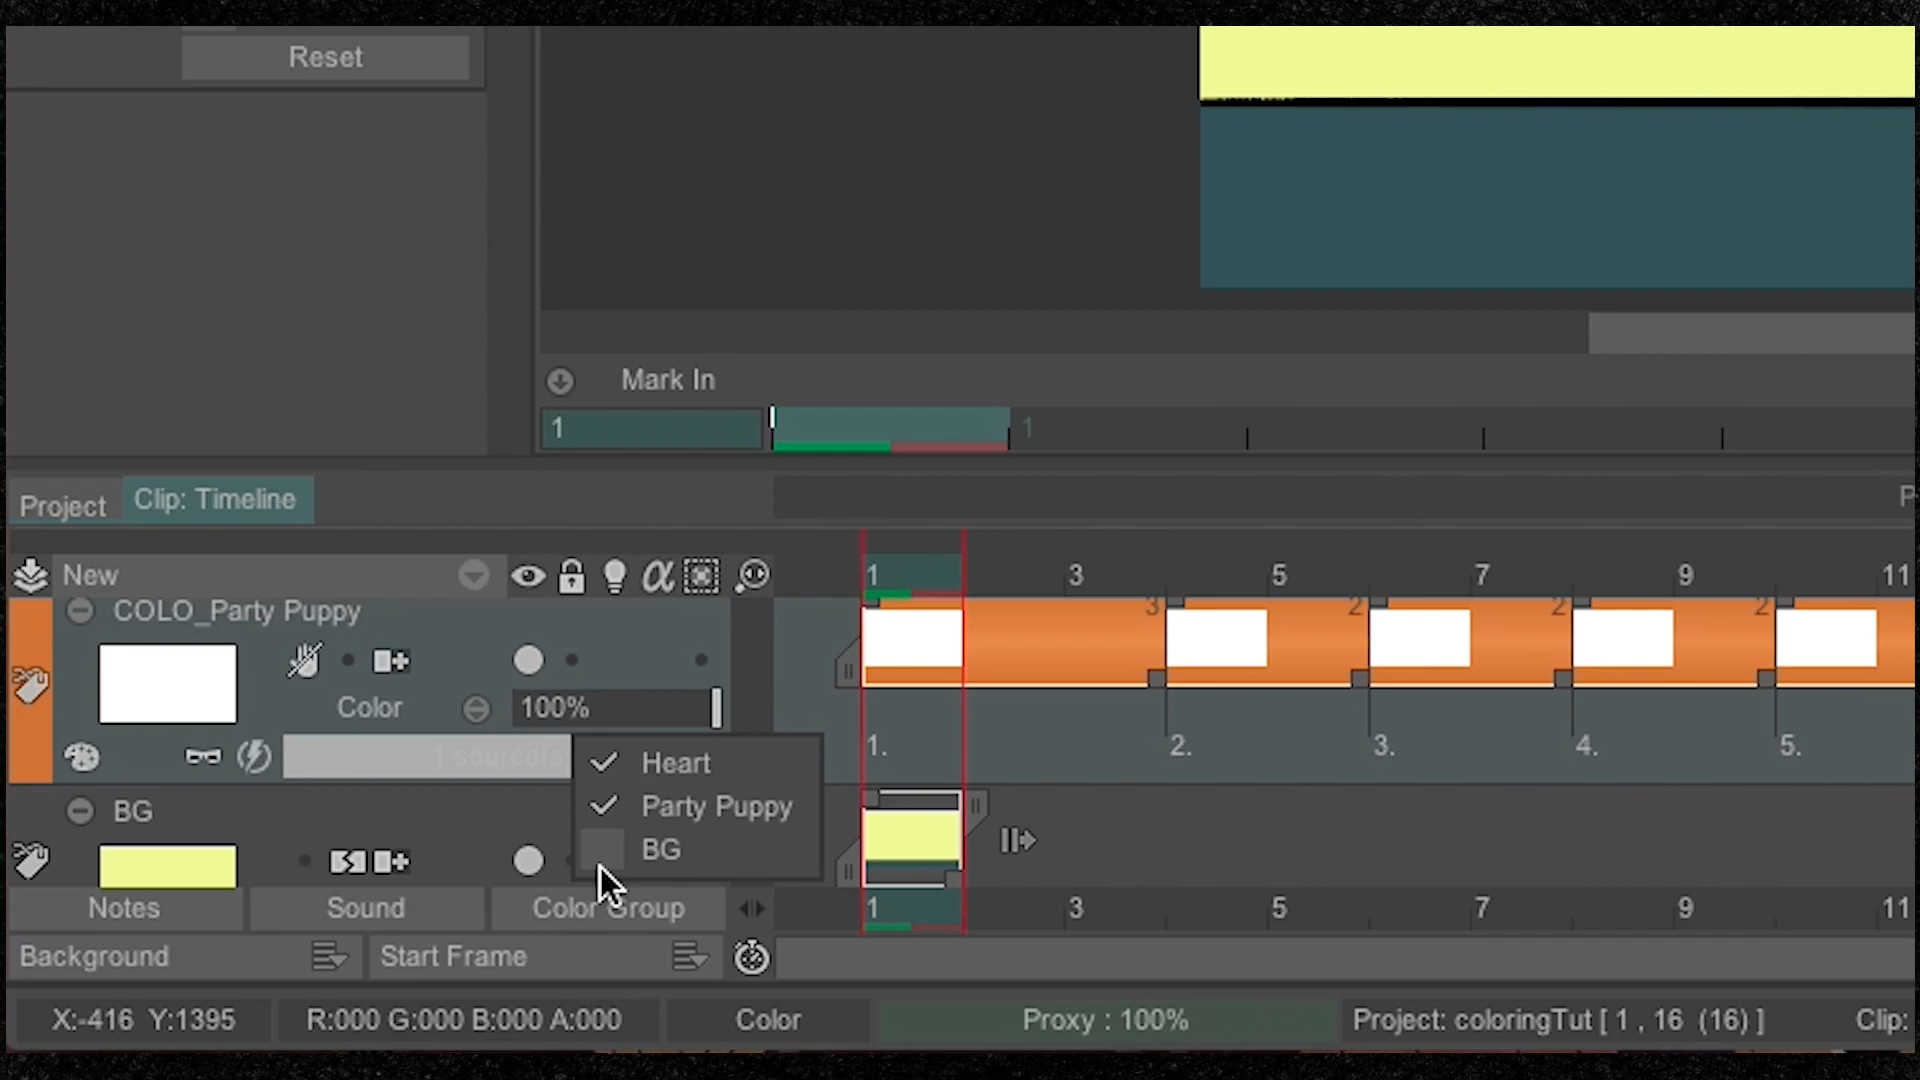 Reset
Mark In
1
1
Project
Clip: Timeline
New
1 3 5 7 9 11
COLO_Party Puppy
3 2 2 2
Color
100%
1 source(s)
1. 2. 3. 4. 5.
Heart
Party Puppy
BG
BG
Notes Sound Color Group
1 3 5 7 9 11
Background Start Frame
X:-416 Y:1395
R:000 G:000 B:000 A:000
Color
Proxy : 100%
Project: coloringTut [ 1 , 16 (16) ]
Clip: